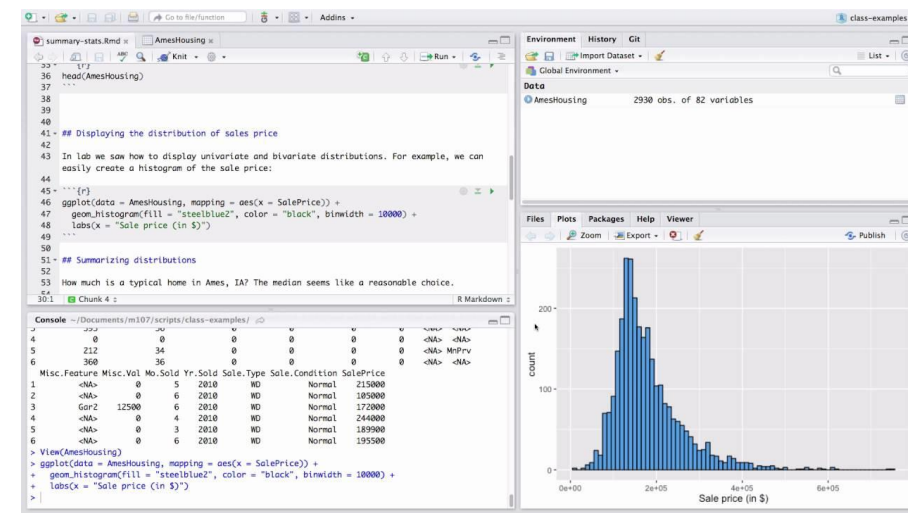 Go to file/function
Addins
class-examples
summary-stats.Rmd
AmesHousing
Knit
Run
35 ```{r}
36 head(AmesHousing)
37 ```
38
39
40
41 ## Displaying the distribution of sales price
42
43 In lab we saw how to display univariate and bivariate distributions. For example, we can
easily create a histogram of the sale price:
44
45 ```{r}
46 ggplot(data = AmesHousing, mapping = aes(x = SalePrice)) +
47 geom_histogram(fill = "steelblue2", color = "black", binwidth = 10000) +
48 labs(x = "Sale price (in $)")
49 ```
50
51 ## Summarizing distributions
52
53 How much is a typical home in Ames, IA? The median seems like a reasonable choice.
30:1 Chunk 4 R Markdown
Console ~/Documents/m107/scripts/class-examples/
4 0 0 0 0 0 <NA> <NA>
5 212 34 0 0 0 <NA> MnPrv
6 360 36 0 0 0 <NA> <NA>
Misc.Feature Misc.Val Mo.Sold Yr.Sold Sale.Type Sale.Condition SalePrice
1 <NA> 0 5 2010 WD Normal 215000
2 <NA> 0 6 2010 WD Normal 105000
3 Gar2 12500 6 2010 WD Normal 172000
4 <NA> 0 4 2010 WD Normal 244000
5 <NA> 0 3 2010 WD Normal 189900
6 <NA> 0 6 2010 WD Normal 195500
> View(AmesHousing)
> ggplot(data = AmesHousing, mapping = aes(x = SalePrice)) +
+ geom_histogram(fill = "steelblue2", color = "black", binwidth = 10000) +
+ labs(x = "Sale price (in $)")
>
Environment History Git
Import Dataset List
Global Environment
Data
AmesHousing 2930 obs. of 82 variables
Files Plots Packages Help Viewer
Zoom Export Publish
200
100
0
count
0e+00 2e+05 4e+05 6e+05
Sale price (in $)